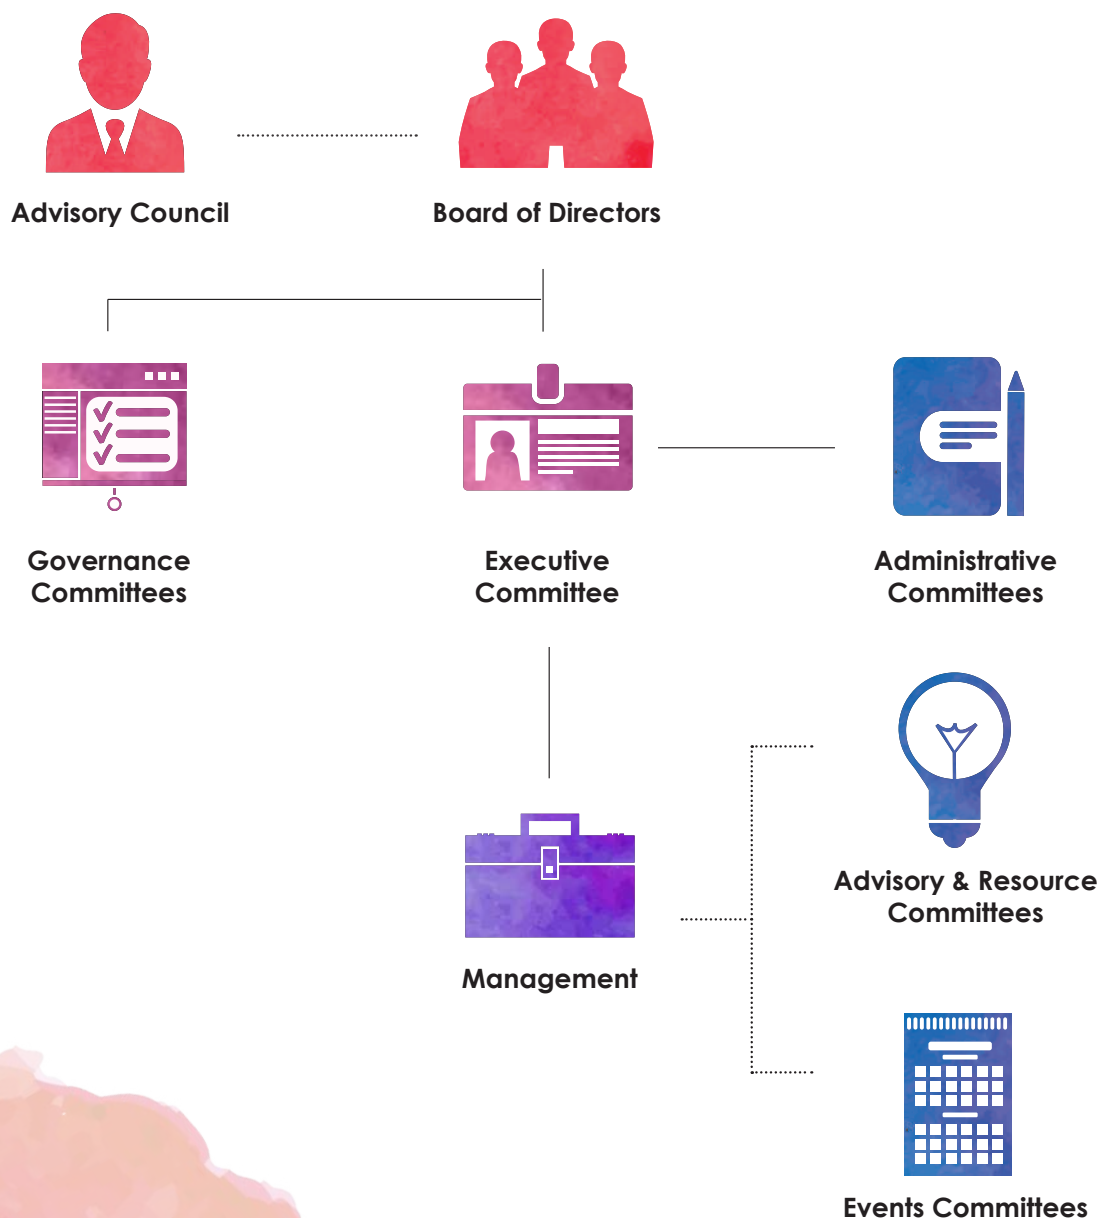 Advisory Council
Board of Directors
Governance
Committees
Executive
Committee
Administrative
Committees
Advisory & Resource
Committees
Management
Events Committees